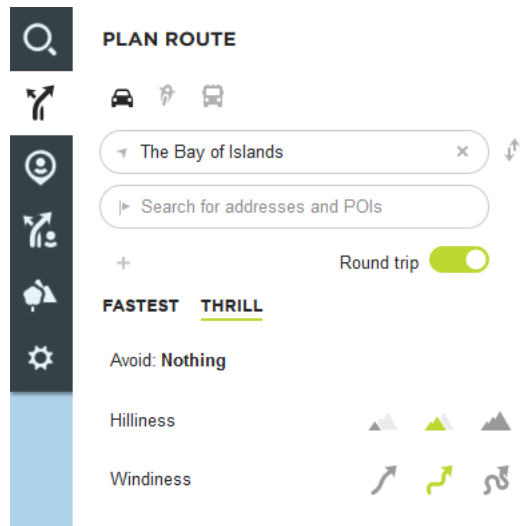 PLAN ROUTE
The Bay of Islands
Search for addresses and POIs
Round trip
FASTEST THRILL
Avoid: Nothing
Hilliness
Windiness